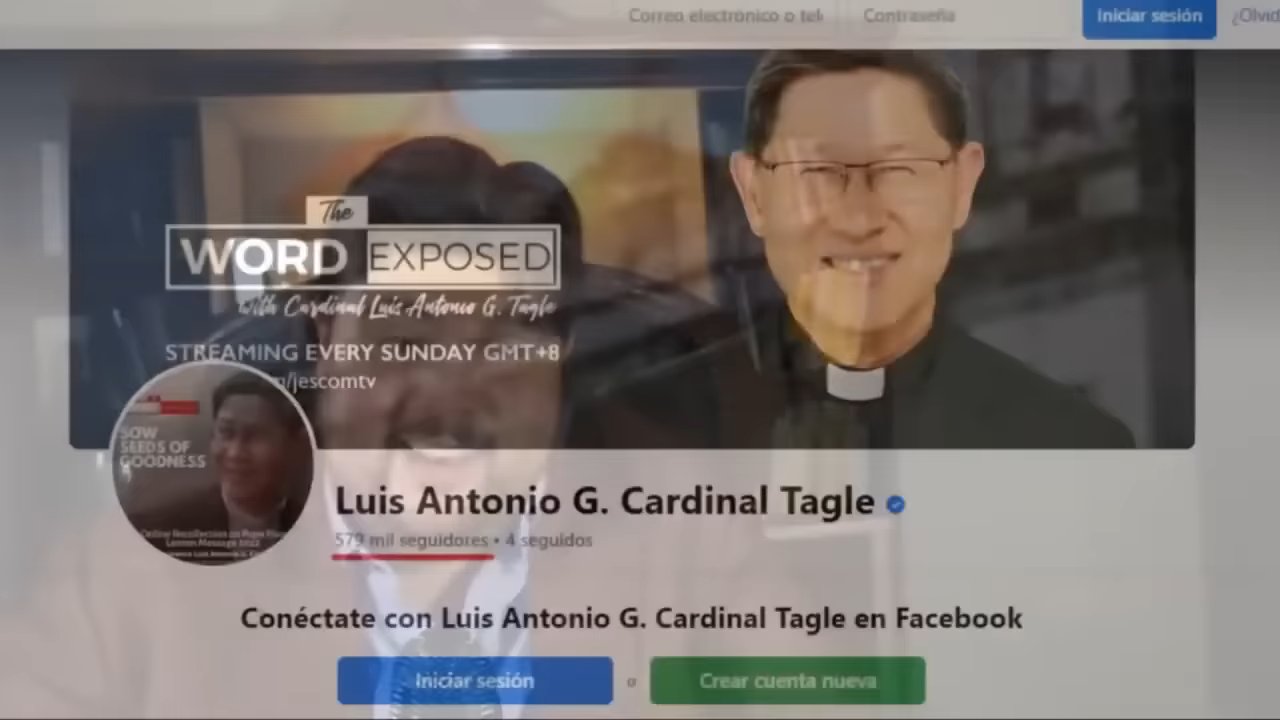 Correo electrónico o telé
Contraseña
Iniciar sesión
¿Olvid
The
WORD EXPOSED
with Cardinal Luis Antonio G. Tagle
STREAMING EVERY SUNDAY GMT+8
/jescomtv
SOW
SEEDS OF
GOODNESS
Luis Antonio G. Cardinal Tagle
579 mil seguidores • 4 seguidos
Conéctate con Luis Antonio G. Cardinal Tagle en Facebook
Iniciar sesión
o
Crear cuenta nueva